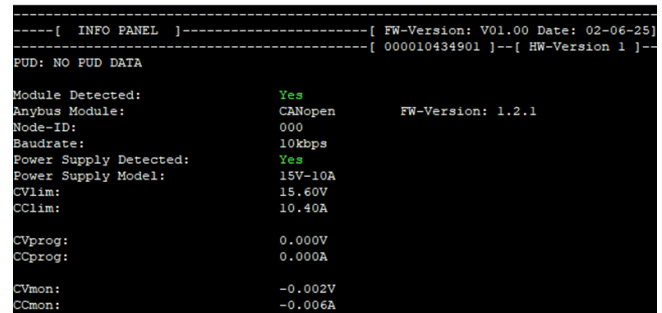 -----[ INFO PANEL ]-----------------------[ FW-Version: V01.00 Date: 02-06-25]
-----------------------------------------[ 000010434901 ]--[ HW-Version 1 ]--
PUD: NO PUD DATA
Module Detected: Yes
Anybus Module: CANopen FW-Version: 1.2.1
Node-ID: 000
Baudrate: 10kbps
Power Supply Detected: Yes
Power Supply Model: 15V-10A
CVlim: 15.60V
CClim: 10.40A
CVprog: 0.000V
CCprog: 0.000A
CVmon: -0.002V
CCmon: -0.006A